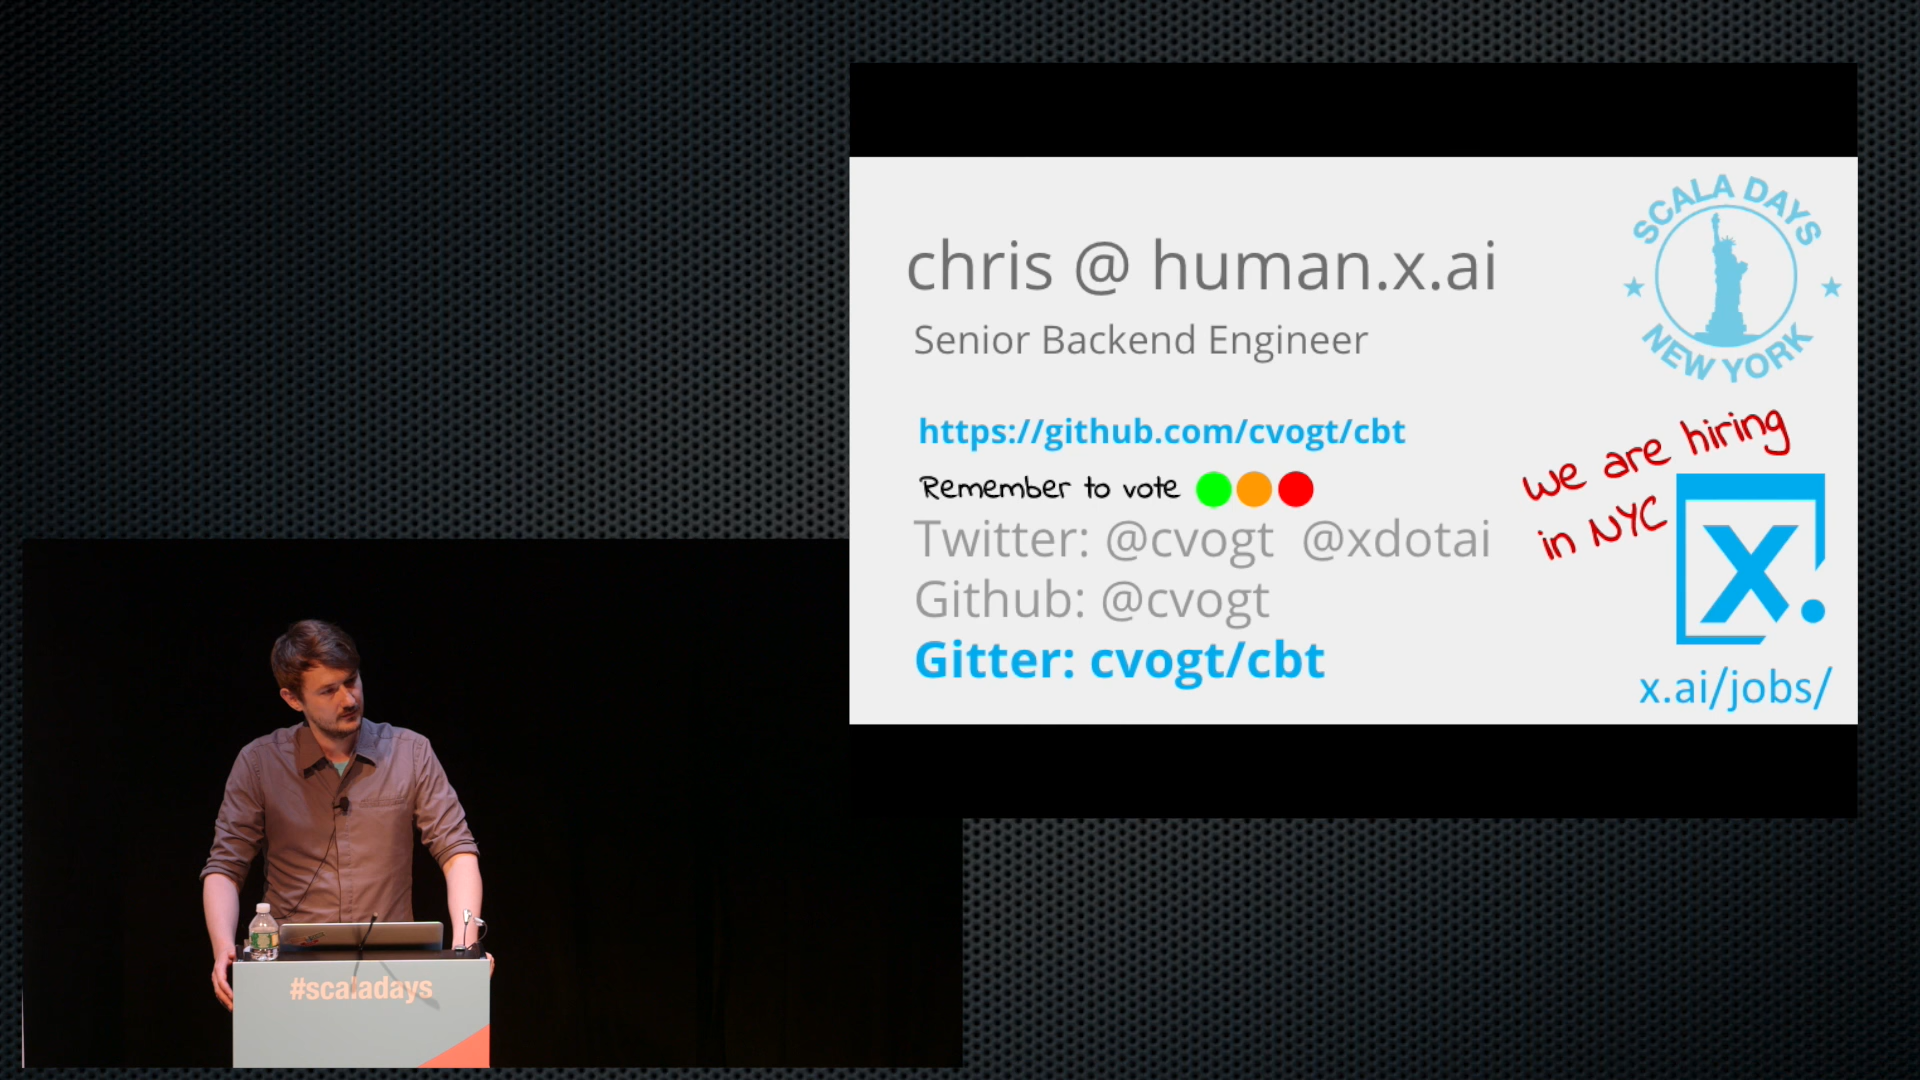 SCALA DAYS
NEW YORK
chris @ human.x.ai
Senior Backend Engineer
https://github.com/cvogt/cbt
Remember to vote
Twitter: @cvogt @xdotai
Github: @cvogt
Gitter: cvogt/cbt
we are hiring
in NYC
x.
x.ai/jobs/
#scaladays